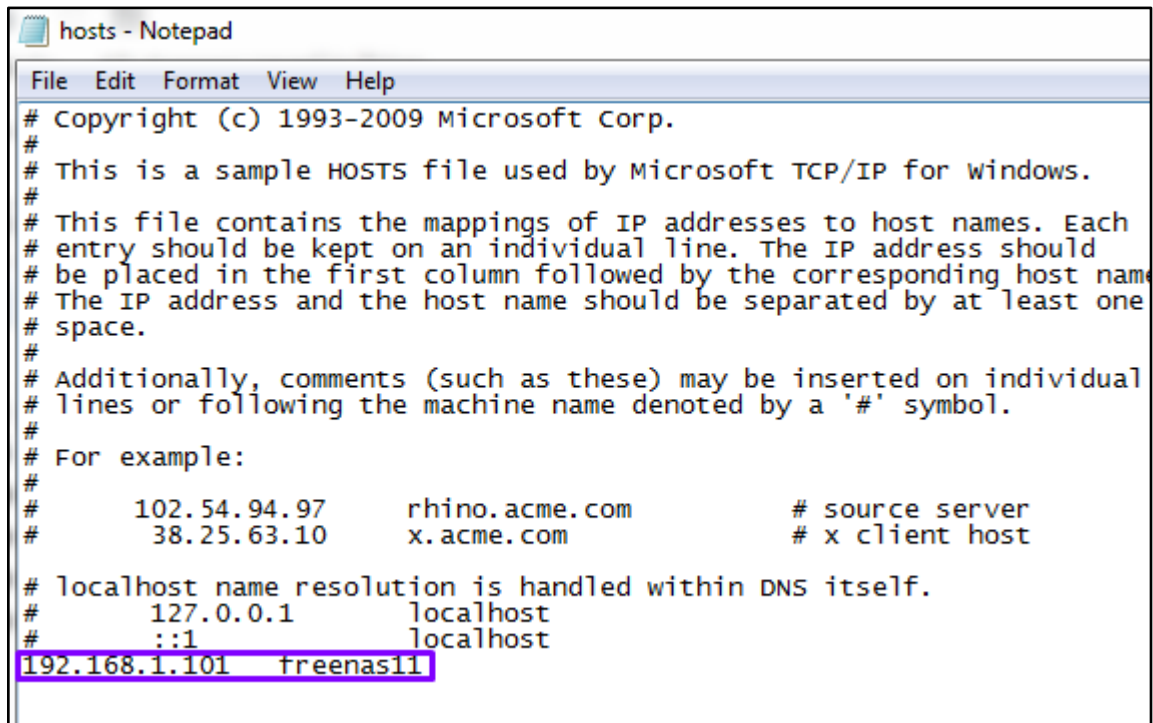 hosts - Notepad
File Edit Format View Help
# Copyright (c) 1993-2009 Microsoft Corp.
#
# This is a sample HOSTS file used by Microsoft TCP/IP for Windows.
#
# This file contains the mappings of IP addresses to host names. Each
# entry should be kept on an individual line. The IP address should
# be placed in the first column followed by the corresponding host name
# The IP address and the host name should be separated by at least one
# space.
#
# Additionally, comments (such as these) may be inserted on individual
# lines or following the machine name denoted by a '#' symbol.
#
# For example:
#
# 102.54.94.97 rhino.acme.com # source server
# 38.25.63.10 x.acme.com # x client host
# localhost name resolution is handled within DNS itself.
# 127.0.0.1 localhost
# ::1 localhost
192.168.1.101 freenas11